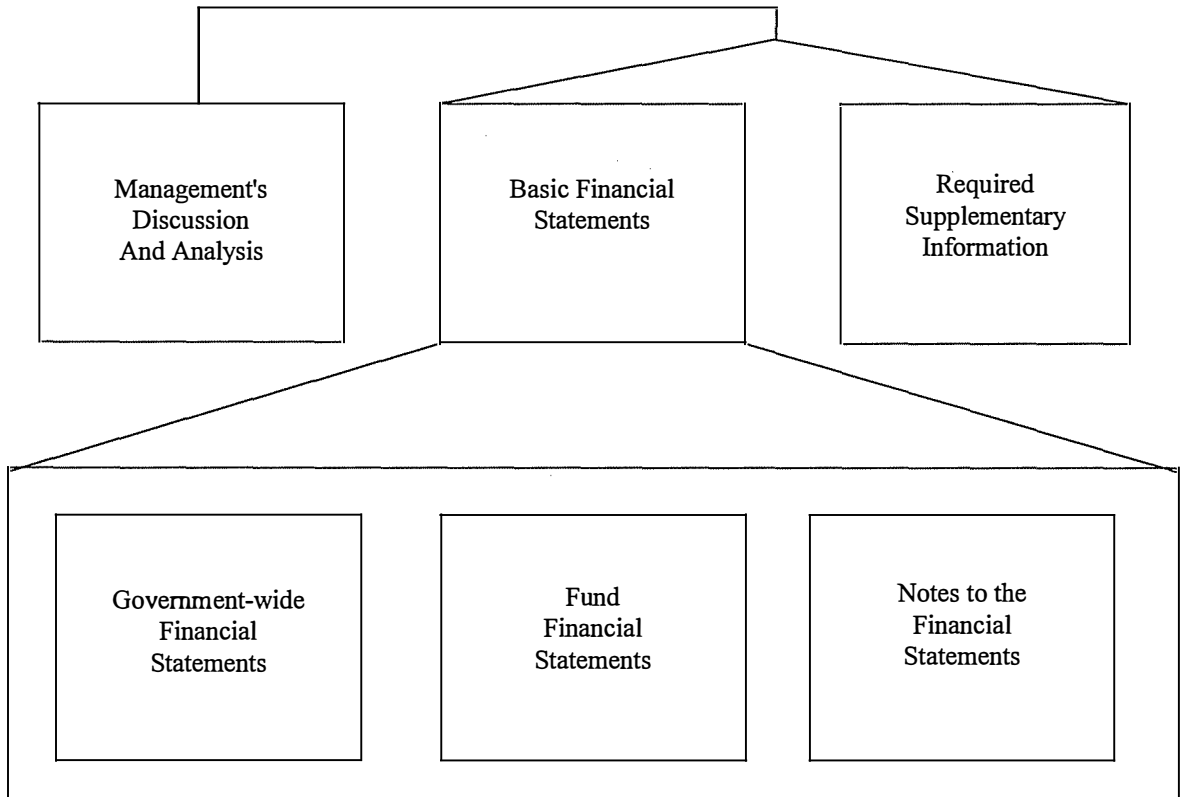 Management's
Discussion
And Analysis
Basic Financial
Statements
Required
Supplementary
Information
Government-wide
Financial
Statements
Fund
Financial
Statements
Notes to the
Financial
Statements